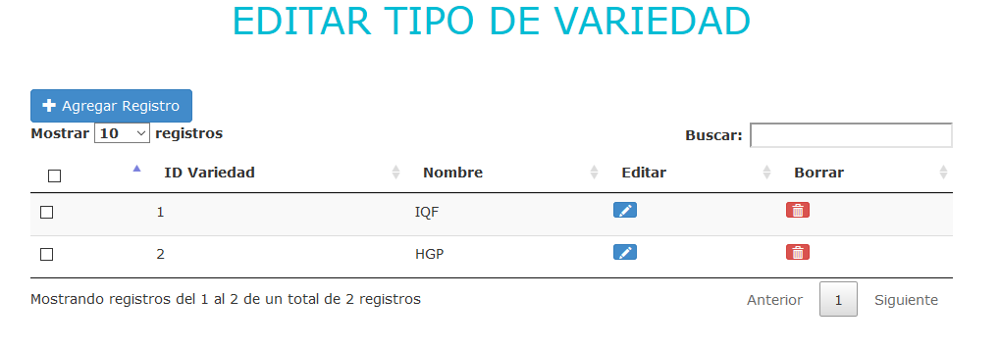 EDITAR TIPO DE VARIEDAD
Agregar Registro
Mostrar 10 registros
Buscar:
ID Variedad Nombre Editar Borrar
1 IQF
2 HGP
Mostrando registros del 1 al 2 de un total de 2 registros
Anterior 1 Siguiente